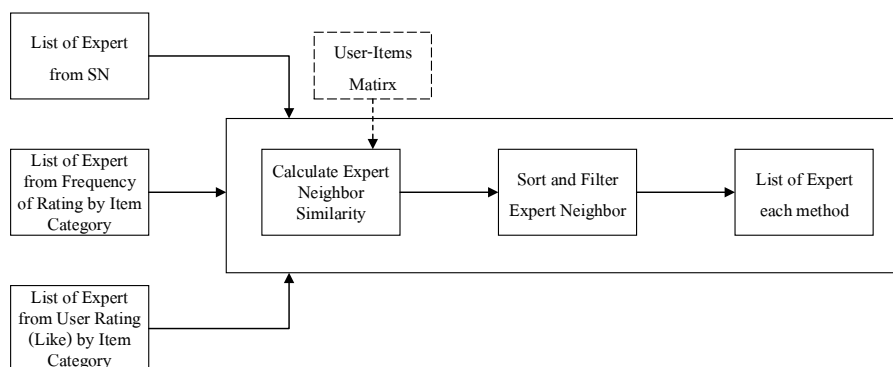 List of Expert
from SN
User-Items
Matirx
List of Expert
from Frequency
of Rating by Item
Category
Calculate Expert
Neighbor
Similarity
Sort and Filter
Expert Neighbor
List of Expert
each method
List of Expert
from User Rating
(Like) by Item
Category